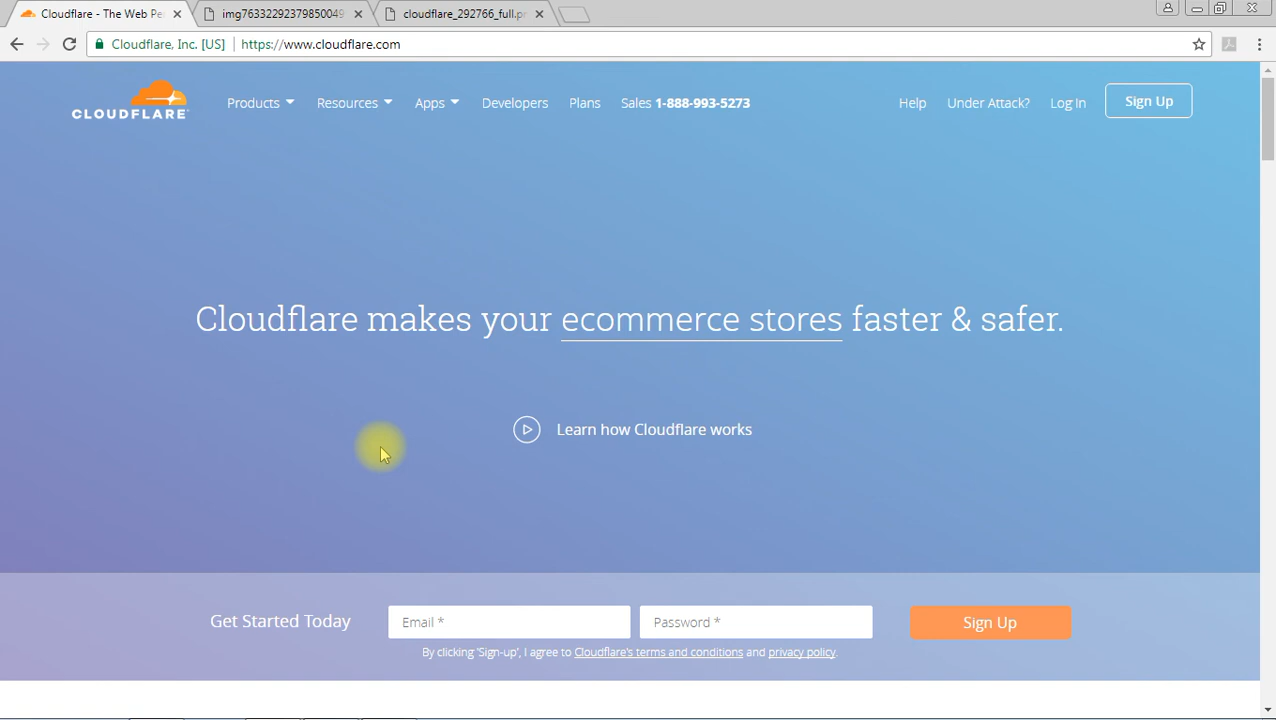 Cloudflare - The Web Pe
img76332292379850049
cloudflare_292766_full.pr
Cloudflare, Inc. [US] https://www.cloudflare.com
CLOUDFLARE
Products Resources Apps Developers Plans Sales 1-888-993-5273 Help Under Attack? Log In Sign Up
Cloudflare makes your ecommerce stores faster & safer.
Learn how Cloudflare works
Get Started Today Email * Password * Sign Up
By clicking 'Sign-up', I agree to Cloudflare's terms and conditions and privacy policy.